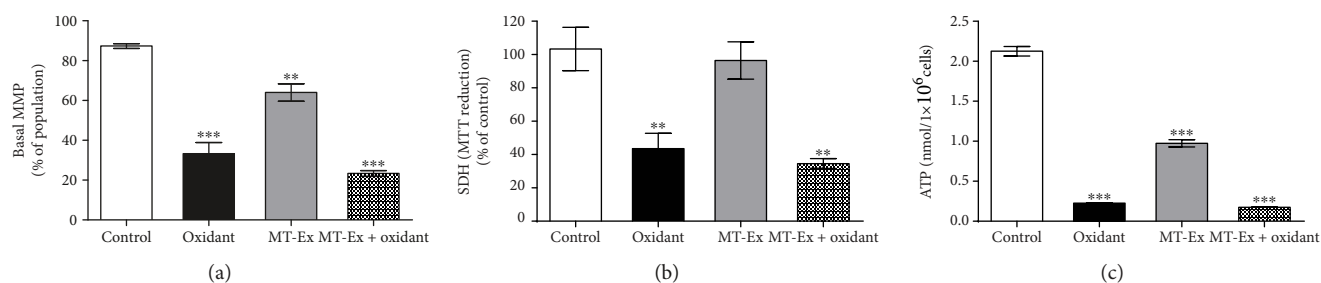 100
80
60
40
20
0
Basal MMP
(% of population)
***
**
***
Control
Oxidant
MT-Ex
MT-Ex + oxidant
(a)
120
100
80
60
40
20
0
SDH (MTT reduction)
(% of control)
**
**
Control
Oxidant
MT-Ex
MT-Ex + oxidant
(b)
2.5
2.0
1.5
1.0
0.5
0.0
ATP (nmol/1×10⁶ cells)
***
***
***
Control
Oxidant
MT-Ex
MT-Ex + oxidant
(c)